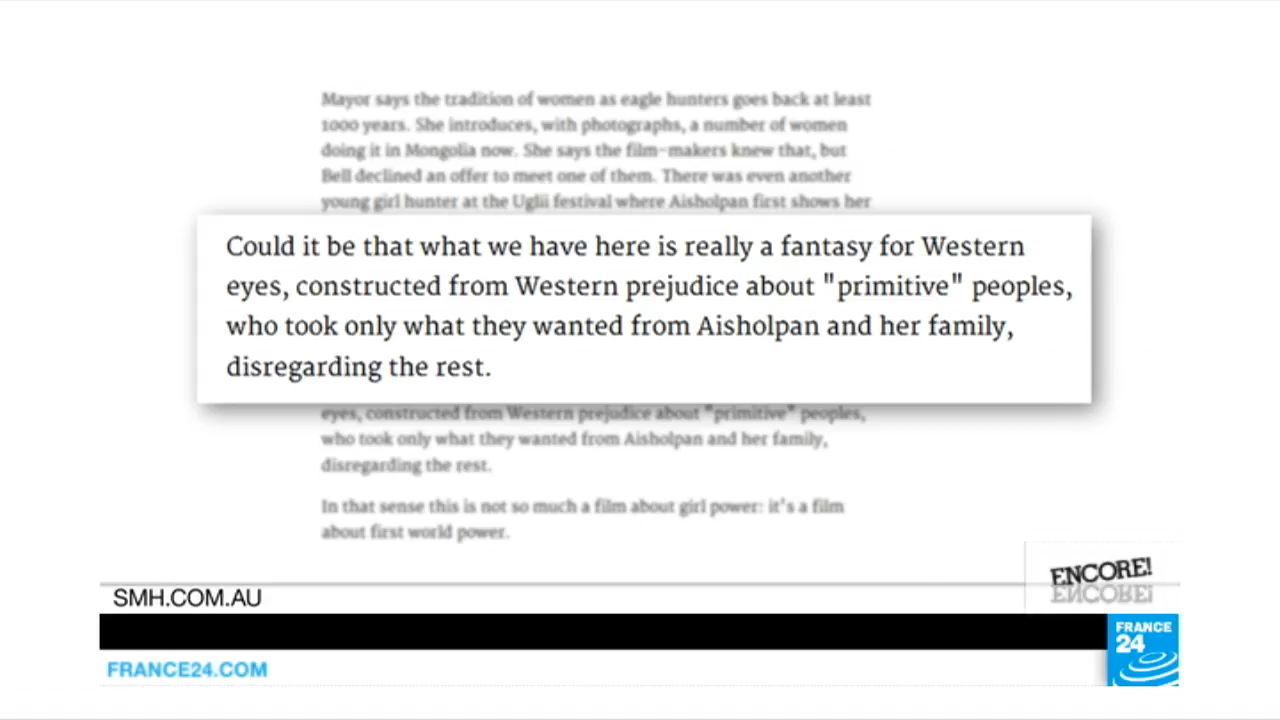 Mayor says the tradition of women as eagle hunters goes back at least
1000 years. She introduces, with photographs, a number of women
doing it in Mongolia now. She says the film-makers knew that, but
Bell declined an offer to meet one of them. There was even another
young girl hunter at the Uglii festival where Aisholpan first shows her
Could it be that what we have here is really a fantasy for Western
eyes, constructed from Western prejudice about "primitive" peoples,
who took only what they wanted from Aisholpan and her family,
disregarding the rest.
eyes, constructed from Western prejudice about "primitive" peoples,
who took only what they wanted from Aisholpan and her family,
disregarding the rest.
In that sense this is not so much a film about girl power: it's a film
about first world power.
ENCORE!
ENCORE!
SMH.COM.AU
FRANCE
24
FRANCE24.COM